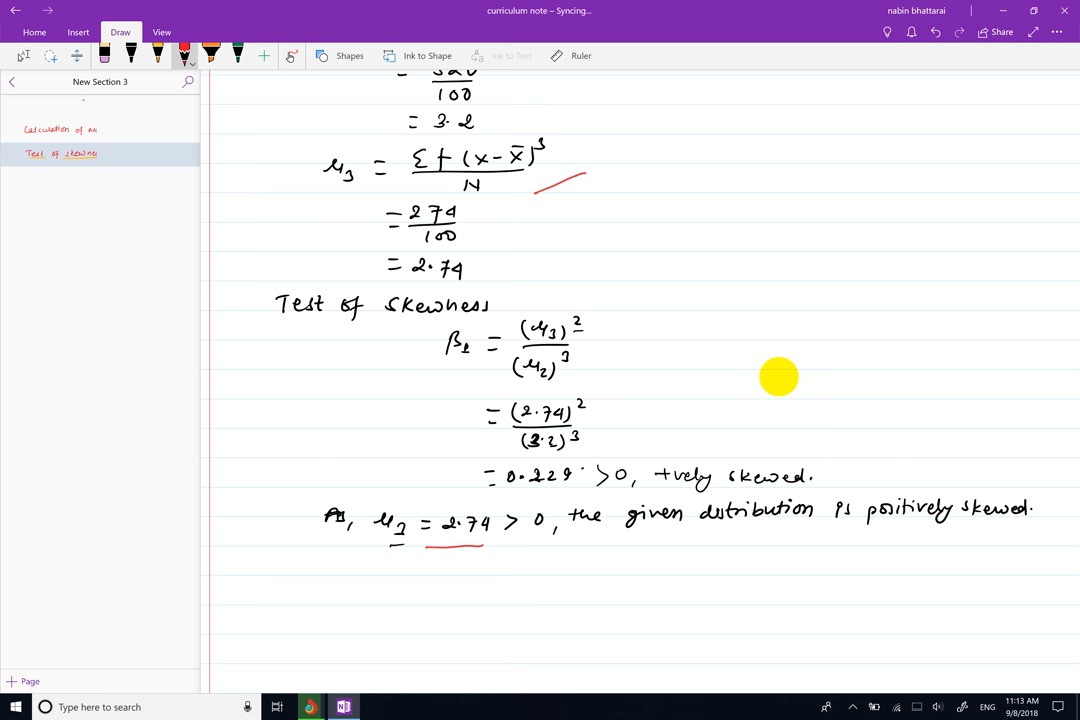 curriculum note – Syncing...
nabin bhattarai
Home Insert Draw View
Share
Shapes Ink to Shape Ink to Text Ruler
New Section 3
Calculation of
Test of skewnes
= 320
100
= 3.2
μ₃ = Σf(x-x̄)³
N
= 274
100
= 2.74
Test of skewness
β₁ = (μ₃)²
(μ₂)³
= (2.74)²
(3.2)³
= 0.229 >0, +vely skewed.
As, μ₃ = 2.74 > 0, the given distribution is positively skewed.
+ Page
Type here to search
ENG
11:13 AM
9/8/2018